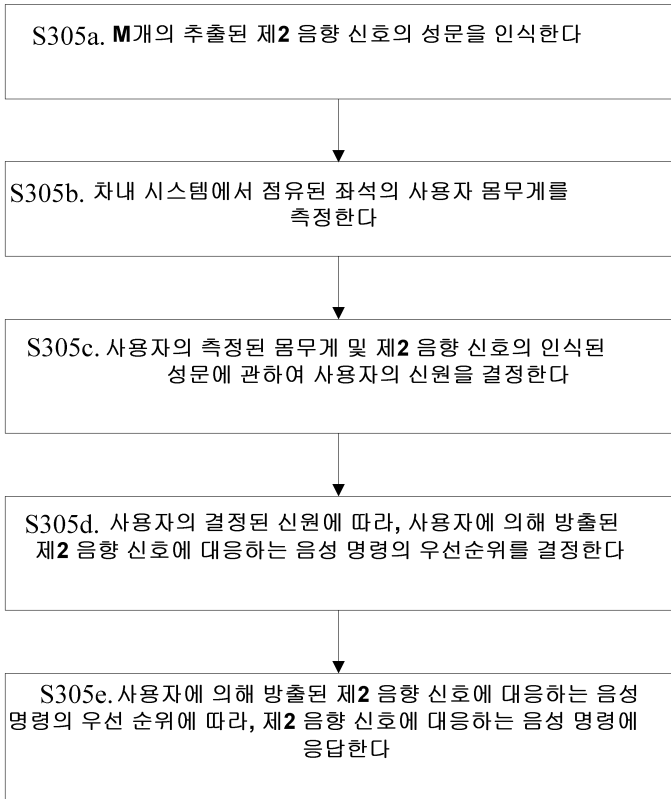 S305a. M개의 추출된 제2 음향 신호의 성문을 인식한다
S305b. 차내 시스템에서 점유된 좌석의 사용자 몸무게를
측정한다
S305c. 사용자의 측정된 몸무게 및 제2 음향 신호의 인식된
성문에 관하여 사용자의 신원을 결정한다
S305d. 사용자의 결정된 신원에 따라, 사용자에 의해 방출된
제2 음향 신호에 대응하는 음성 명령의 우선순위를 결정한다
S305e. 사용자에 의해 방출된 제2 음향 신호에 대응하는 음성
명령의 우선 순위에 따라, 제2 음향 신호에 대응하는 음성 명령에
응답한다